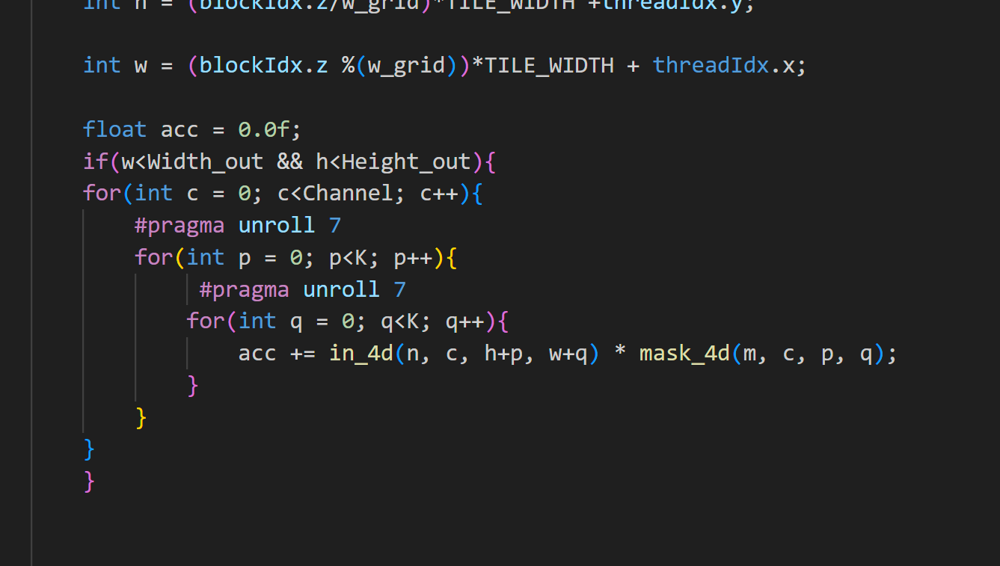 int h = (blockIdx.z/w_grid)*TILE_WIDTH +threadIdx.y;
int w = (blockIdx.z %(w_grid))*TILE_WIDTH + threadIdx.x;
float acc = 0.0f;
if(w<Width_out && h<Height_out){
for(int c = 0; c<Channel; c++){
#pragma unroll 7
for(int p = 0; p<K; p++){
#pragma unroll 7
for(int q = 0; q<K; q++){
acc += in_4d(n, c, h+p, w+q) * mask_4d(m, c, p, q);
}
}
}
}